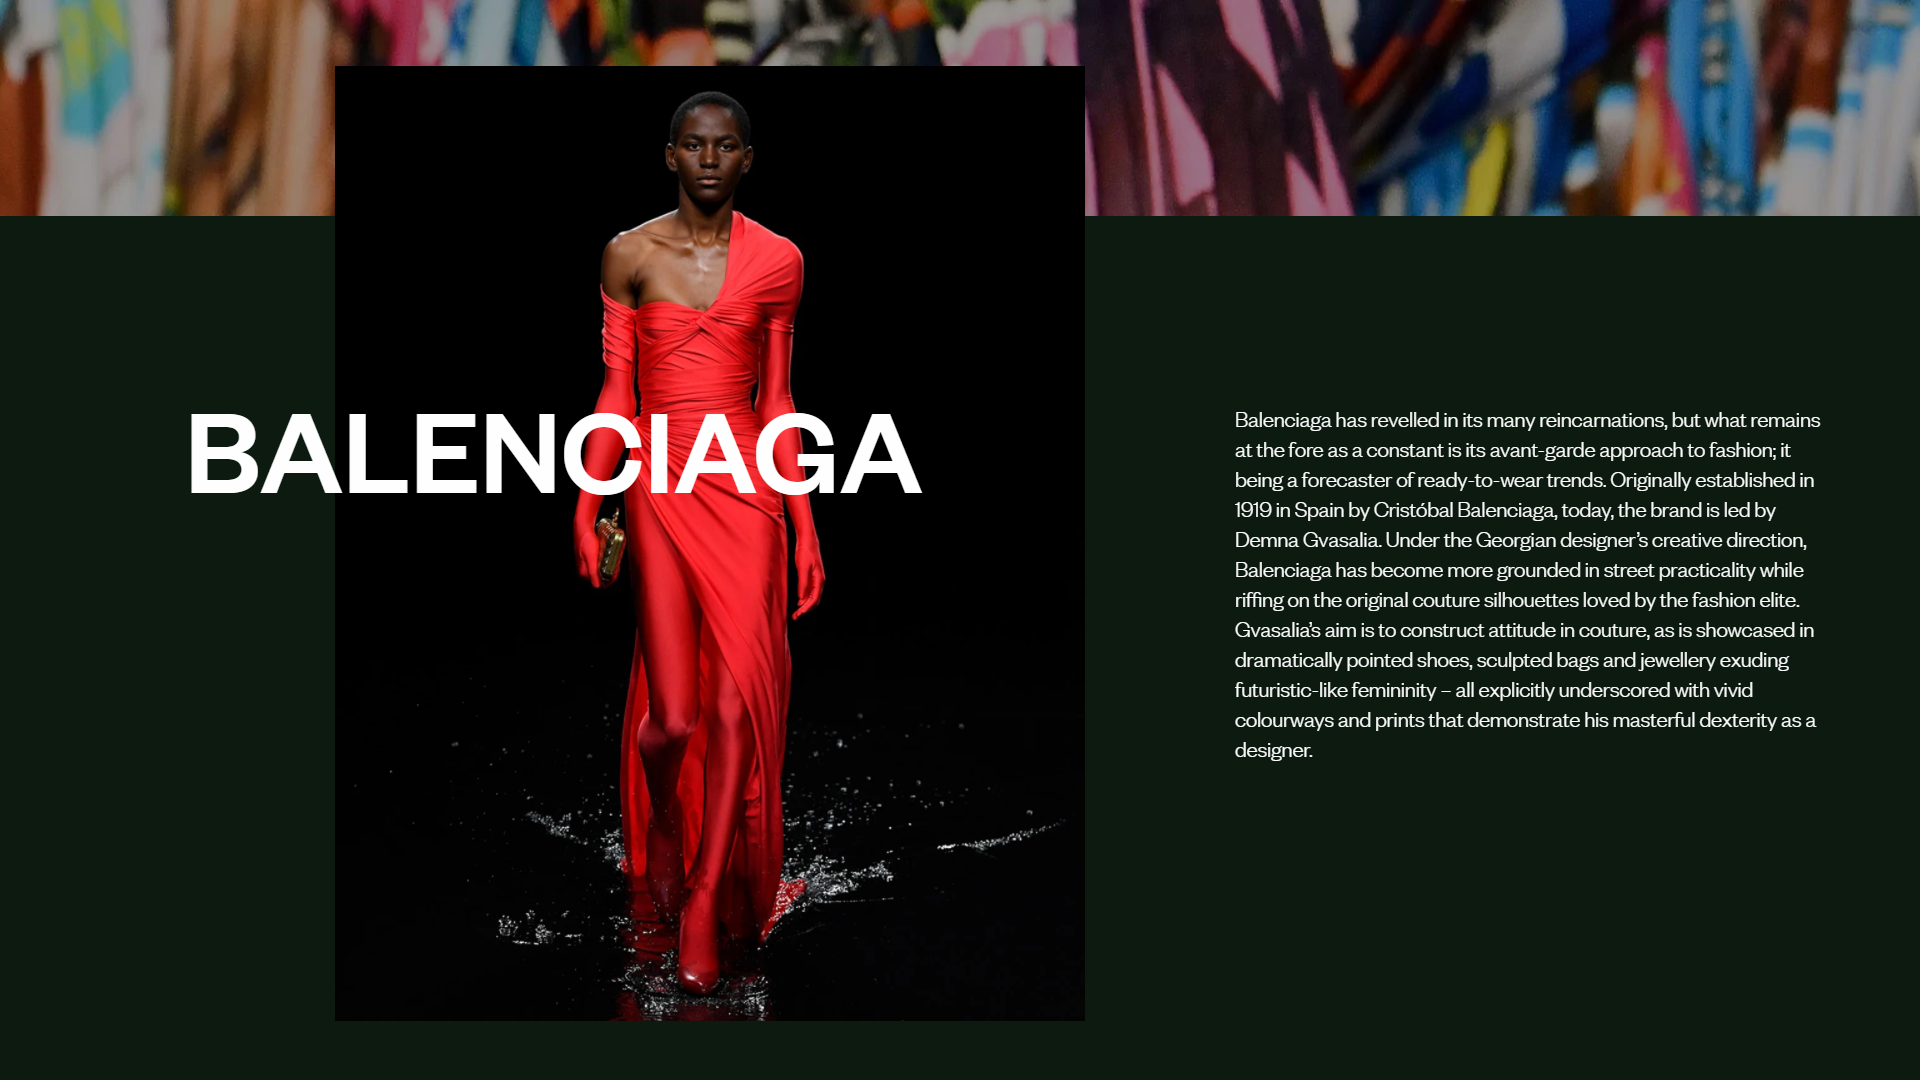 BALENCIAGA
Balenciaga has revelled in its many reincarnations, but what remains
at the fore as a constant is its avant-garde approach to fashion; it
being a forecaster of ready-to-wear trends. Originally established in
1919 in Spain by Cristóbal Balenciaga, today, the brand is led by
Demna Gvasalia. Under the Georgian designer’s creative direction,
Balenciaga has become more grounded in street practicality while
riffing on the original couture silhouettes loved by the fashion elite.
Gvasalia’s aim is to construct attitude in couture, as is showcased in
dramatically pointed shoes, sculpted bags and jewellery exuding
futuristic-like femininity – all explicitly underscored with vivid
colourways and prints that demonstrate his masterful dexterity as a
designer.